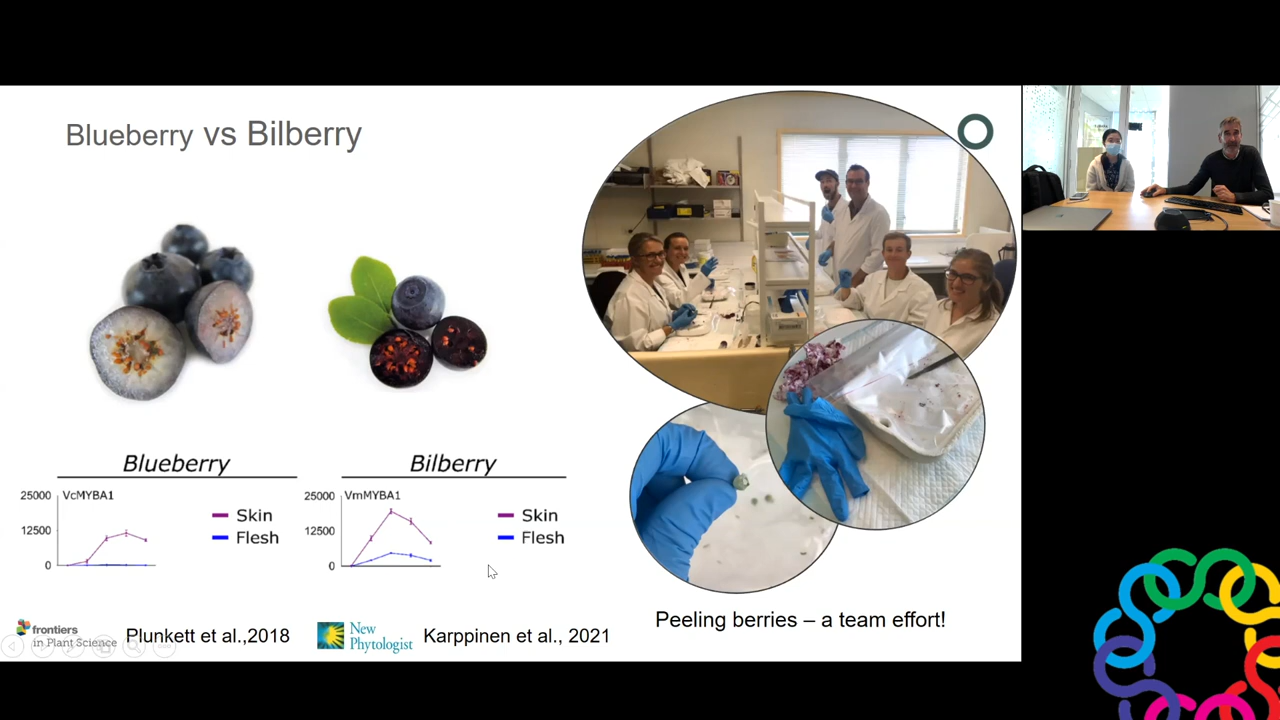 Blueberry vs Bilberry
Blueberry
25000
VcMYBA1
12500
0
Skin
Flesh
Bilberry
25000
VmMYBA1
12500
0
Skin
Flesh
frontiers
in Plant Science
Plunkett et al.,2018
New
Phytologist
Karppinen et al., 2021
Peeling berries – a team effort!